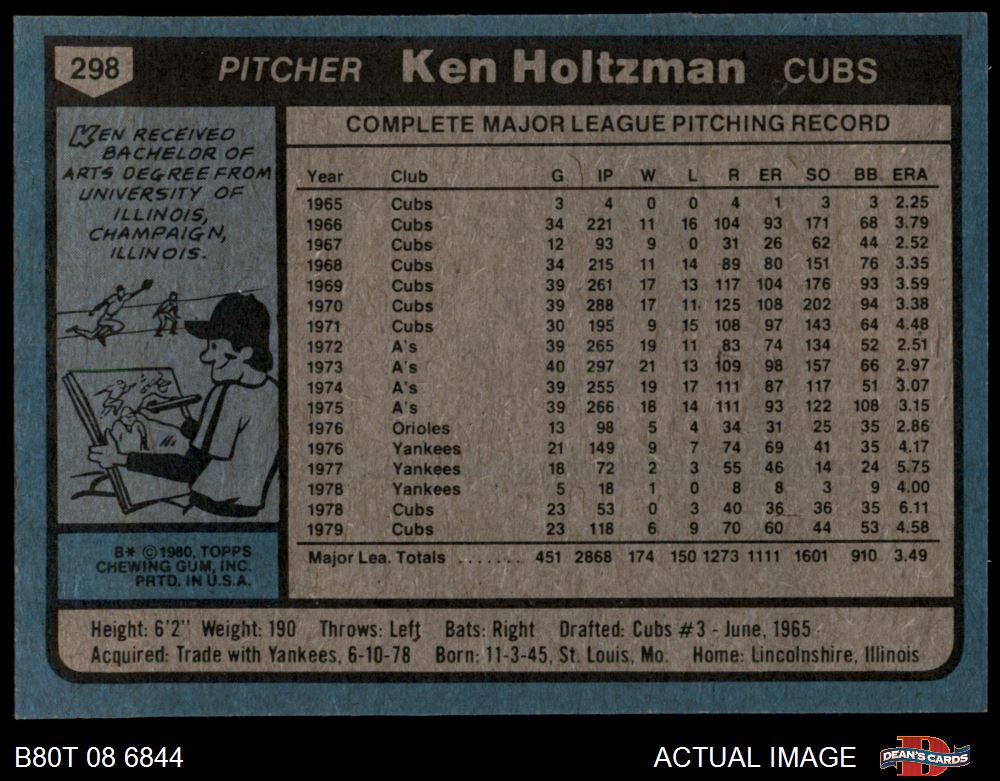 298 PITCHER Ken Holtzman CUBS
KEN RECEIVED
BACHELOR OF
ARTS DEGREE FROM
UNIVERSITY OF
ILLINOIS,
CHAMPAIGN,
ILLINOIS.
COMPLETE MAJOR LEAGUE PITCHING RECORD
Year Club G IP W L R ER SO BB ERA
1965 Cubs 3 4 0 0 4 1 3 3 2.25
1966 Cubs 34 221 11 16 104 93 171 68 3.79
1967 Cubs 12 93 9 0 31 26 62 44 2.52
1968 Cubs 34 215 11 14 89 80 151 76 3.35
1969 Cubs 39 261 17 13 117 104 176 93 3.59
1970 Cubs 39 288 17 11 125 108 202 94 3.38
1971 Cubs 30 195 9 15 108 97 143 64 4.48
1972 A's 39 265 19 11 83 74 134 52 2.51
1973 A's 40 297 21 13 109 98 157 66 2.97
1974 A's 39 255 19 17 111 87 117 51 3.07
1975 A's 39 266 18 14 111 93 122 108 3.15
1976 Orioles 13 98 5 4 34 31 25 35 2.86
1976 Yankees 21 149 9 7 74 69 41 35 4.17
1977 Yankees 18 72 2 3 55 46 14 24 5.75
1978 Yankees 5 18 1 0 8 8 3 9 4.00
1978 Cubs 23 53 0 3 40 36 36 35 6.11
1979 Cubs 23 118 6 9 70 60 44 53 4.58
Major Lea. Totals ....... 451 2868 174 150 1273 1111 1601 910 3.49
B* ©1980, TOPPS
CHEWING GUM, INC.
PRTD. IN U.S.A.
Height: 6'2" Weight: 190 Throws: Left Bats: Right Drafted: Cubs #3 - June, 1965
Acquired: Trade with Yankees, 6-10-78 Born: 11-3-45, St. Louis, Mo. Home: Lincolnshire, Illinois
B80T 08 6844 ACTUAL IMAGE D DEAN'S CARDS